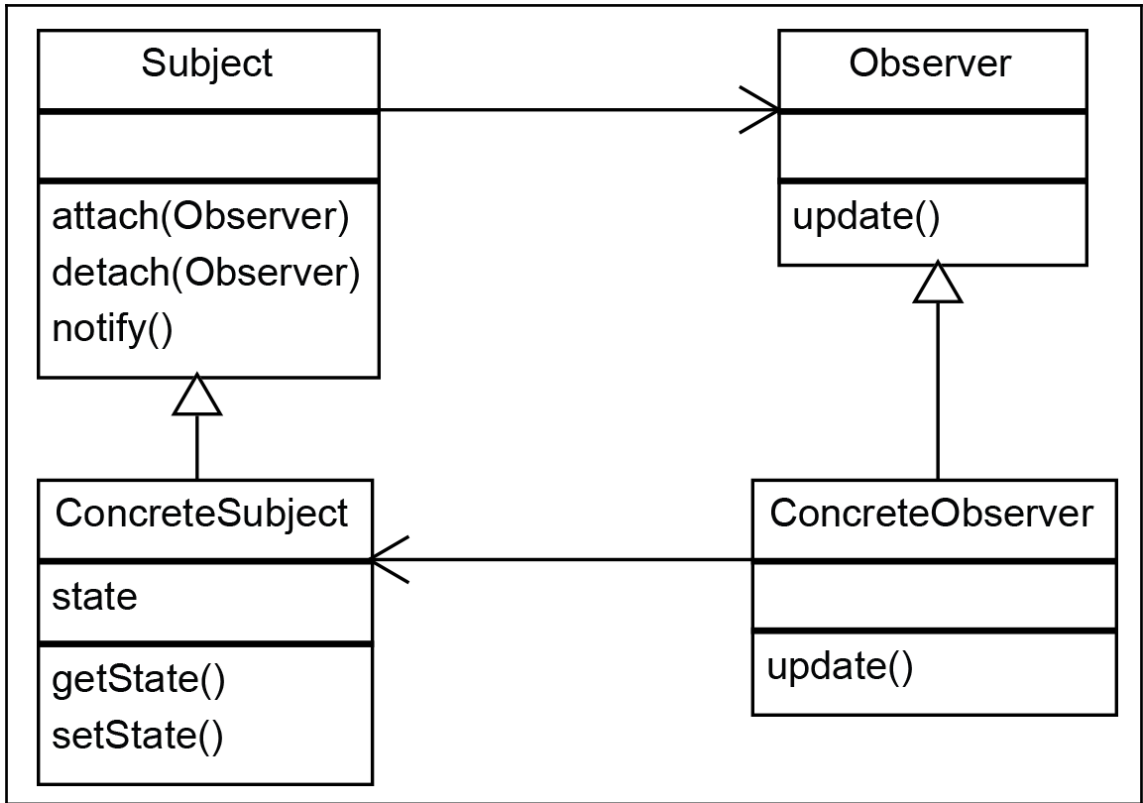 Subject
attach(Observer)
detach(Observer)
notify()
Observer
update()
ConcreteSubject
state
getState()
setState()
ConcreteObserver
update()